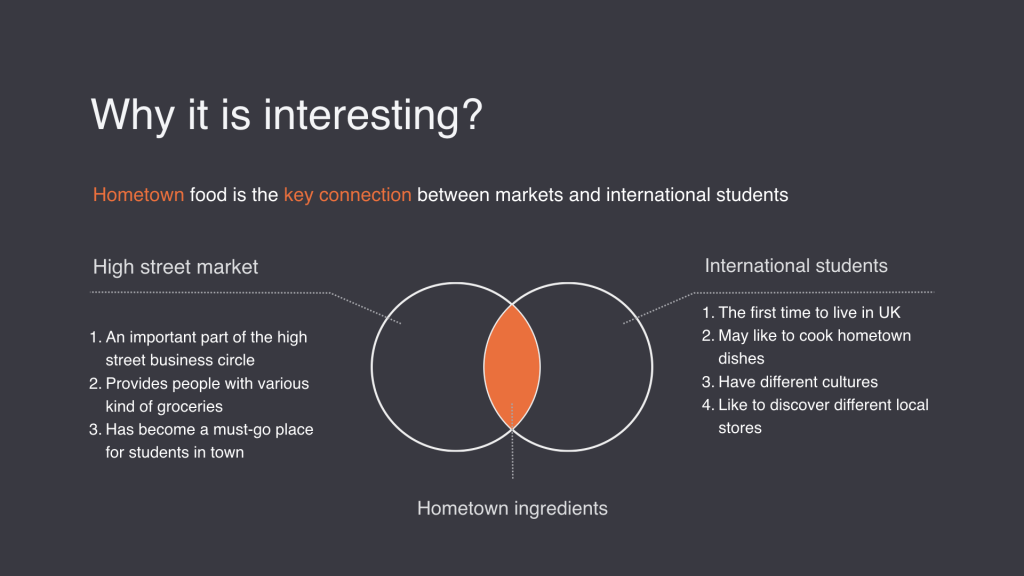 Why it is interesting?
Hometown food is the key connection between markets and international students
High street market
1. An important part of the high
street business circle
2. Provides people with various
kind of groceries
3. Has become a must-go place
for students in town
International students
1. The first time to live in UK
2. May like to cook hometown
dishes
3. Have different cultures
4. Like to discover different local
stores
Hometown ingredients